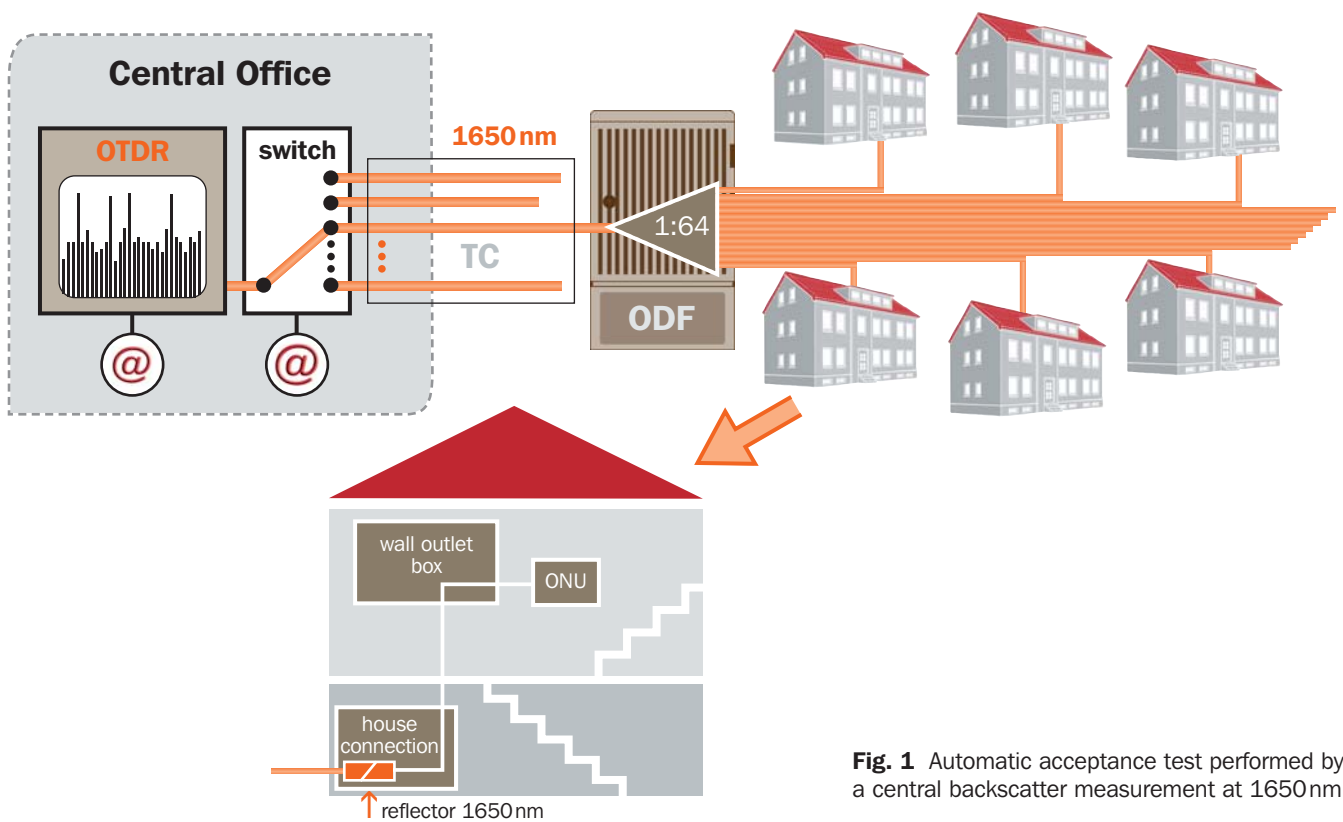 Central Office
OTDR
switch
1650 nm
TC
1:64
ODF
@
@
wall outlet
box
ONU
house
connection
reflector 1650 nm
Fig. 1 Automatic acceptance test performed by
a central backscatter measurement at 1650 nm